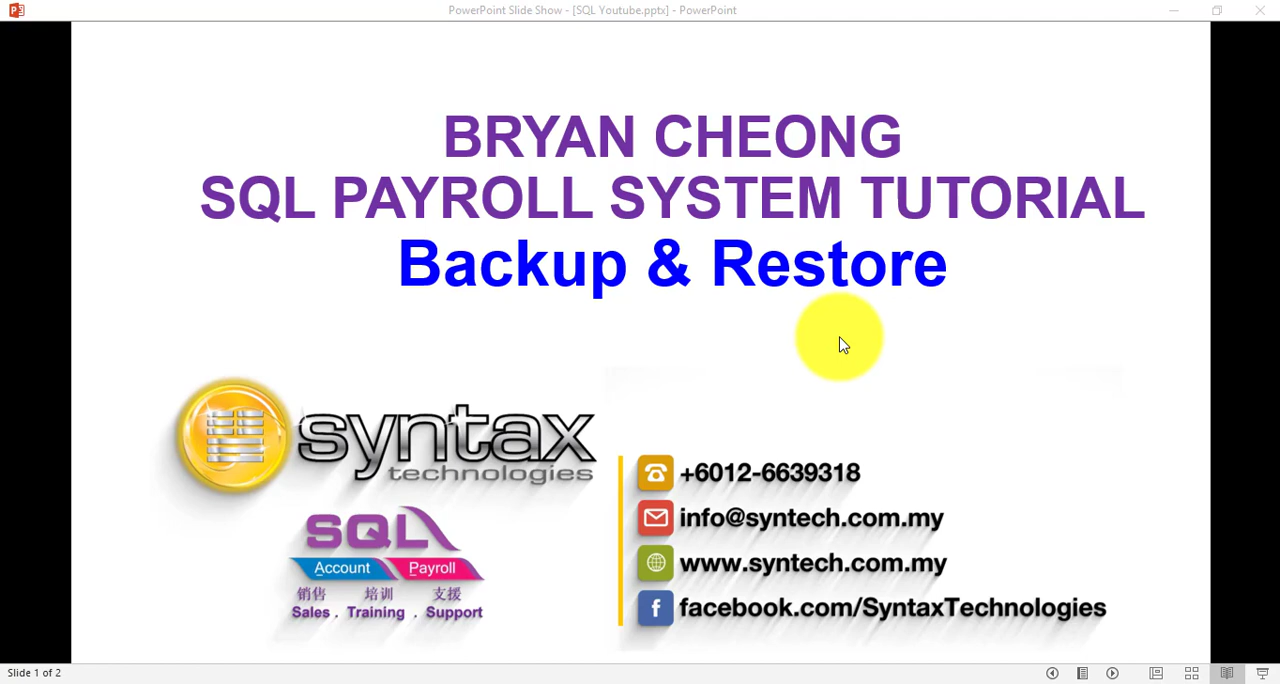 PowerPoint Slide Show - [SQL Youtube.pptx] - PowerPoint
BRYAN CHEONG
SQL PAYROLL SYSTEM TUTORIAL
Backup & Restore
syntax
technologies
SQL
Account Payroll
销售 培训 支援
Sales . Training . Support
+6012-6639318
info@syntech.com.my
www.syntech.com.my
facebook.com/SyntaxTechnologies
Slide 1 of 2